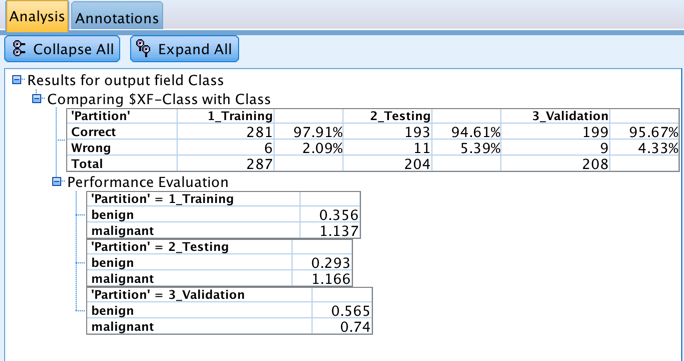 Analysis Annotations
Collapse All Expand All
Results for output field Class
Comparing $XF-Class with Class
'Partition' 1_Training 2_Testing 3_Validation
Correct 281 97.91% 193 94.61% 199 95.67%
Wrong 6 2.09% 11 5.39% 9 4.33%
Total 287 204 208
Performance Evaluation
'Partition' = 1_Training
benign 0.356
malignant 1.137
'Partition' = 2_Testing
benign 0.293
malignant 1.166
'Partition' = 3_Validation
benign 0.565
malignant 0.74